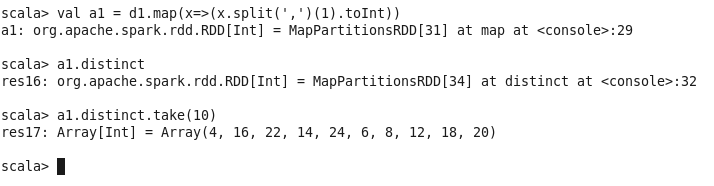 scala> val a1 = d1.map(x=>(x.split(',')(1).toInt))
a1: org.apache.spark.rdd.RDD[Int] = MapPartitionsRDD[31] at map at <console>:29
scala> a1.distinct
res16: org.apache.spark.rdd.RDD[Int] = MapPartitionsRDD[34] at distinct at <console>:32
scala> a1.distinct.take(10)
res17: Array[Int] = Array(4, 16, 22, 14, 24, 6, 8, 12, 18, 20)
scala>